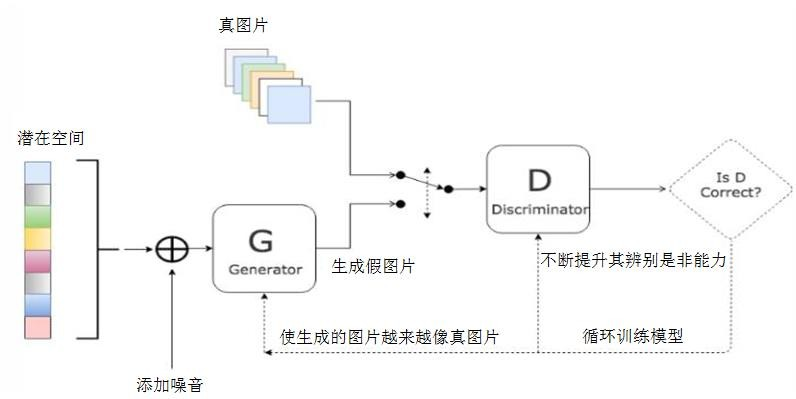 真图片
潜在空间
G
Generator
生成假图片
D
Discriminator
Is D
Correct?
不断提升其辨别是非能力
使生成的图片越来越像真图片
循环训练模型
添加噪音